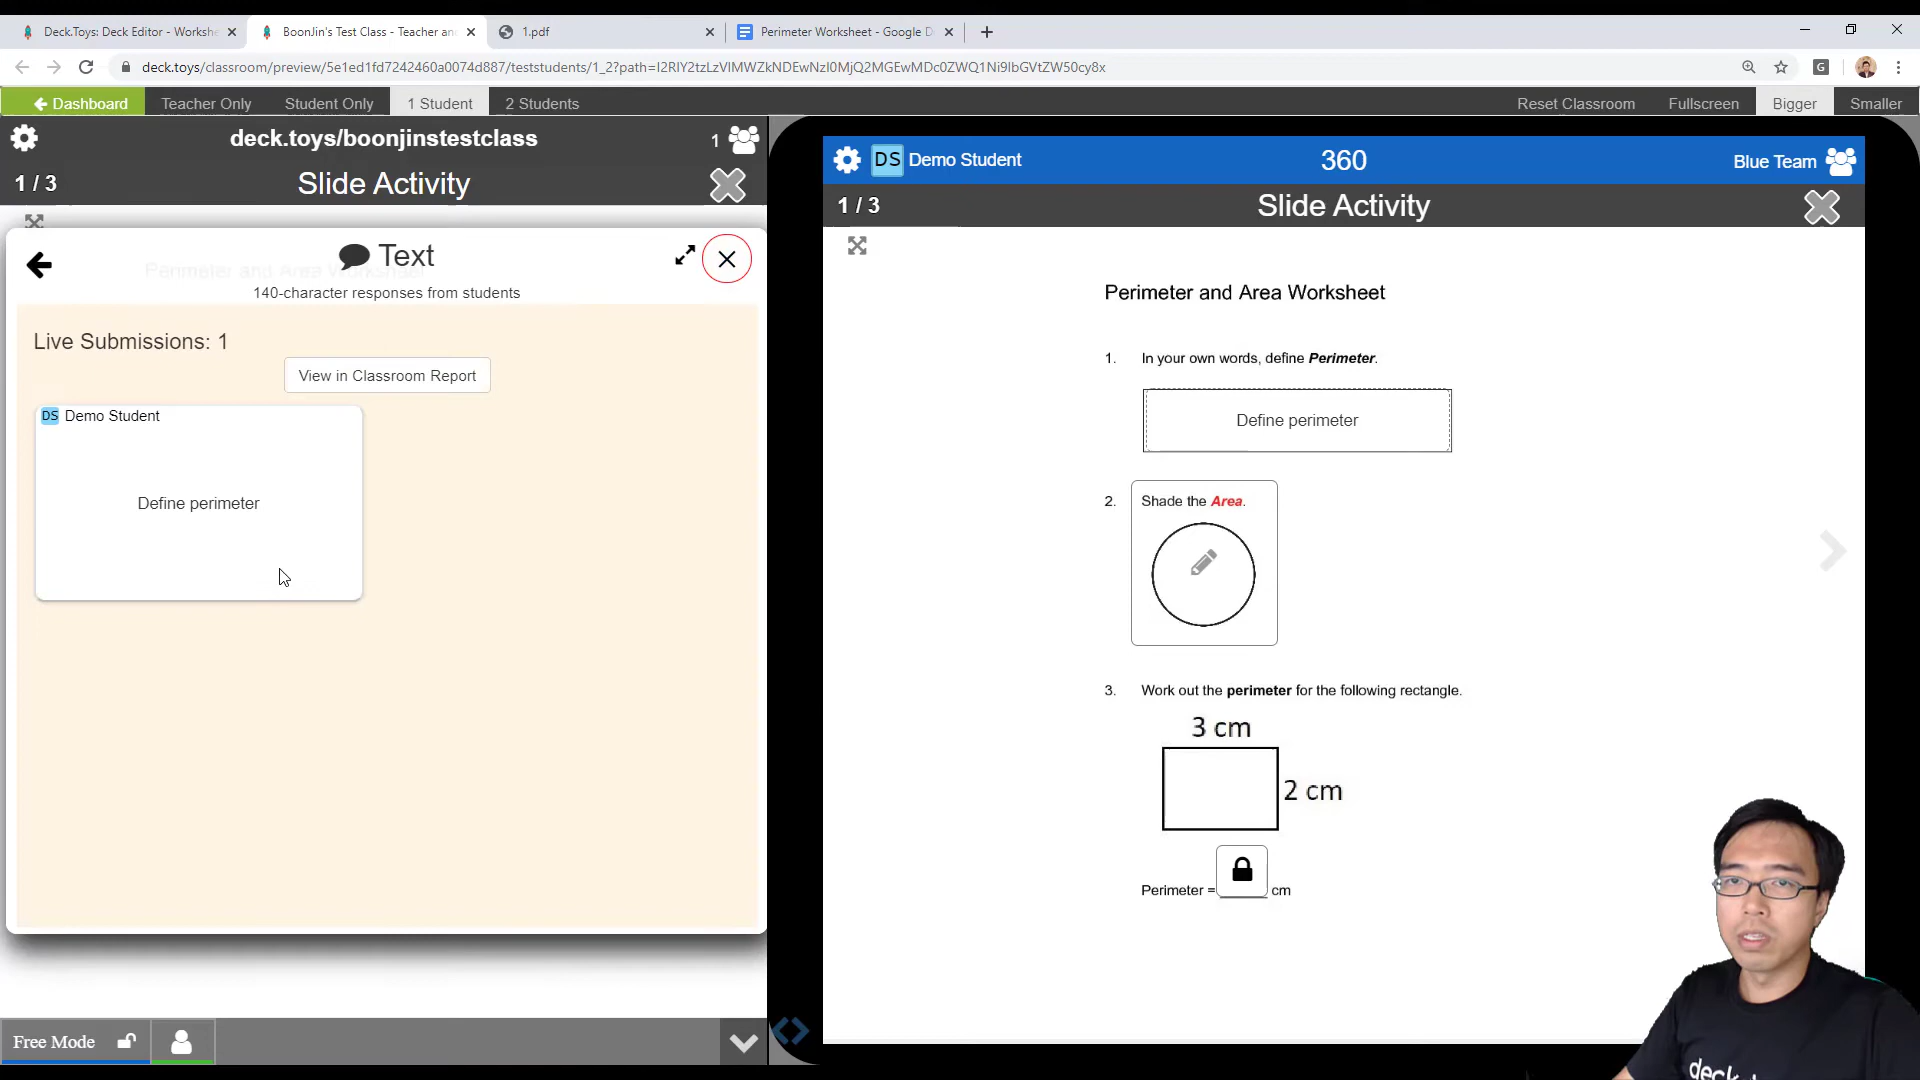 Deck.Toys: Deck Editor - Workshe
BoonJin's Test Class - Teacher an
1.pdf
Perimeter Worksheet - Google D
deck.toys/classroom/preview/5e1ed1fd7242460a0074d887/teststudents/1_2?path=I2RIY2tzLzVlMWZkNDEwNzI0MjQ2MGEwMDc0ZWQ1Ni9lbGVtZW50cy8x
Dashboard
Teacher Only
Student Only
1 Student
2 Students
Reset Classroom
Fullscreen
Bigger
Smaller
deck.toys/boonjinstestclass
1
1 / 3
Slide Activity
Perimeter and Area Worksheet
Text
140-character responses from students
Live Submissions: 1
View in Classroom Report
DS Demo Student
Define perimeter
Free Mode
DS Demo Student
360
Blue Team
1 / 3
Slide Activity
Perimeter and Area Worksheet
1. In your own words, define Perimeter.
Define perimeter
2. Shade the Area.
3. Work out the perimeter for the following rectangle.
3 cm
2 cm
Perimeter = cm